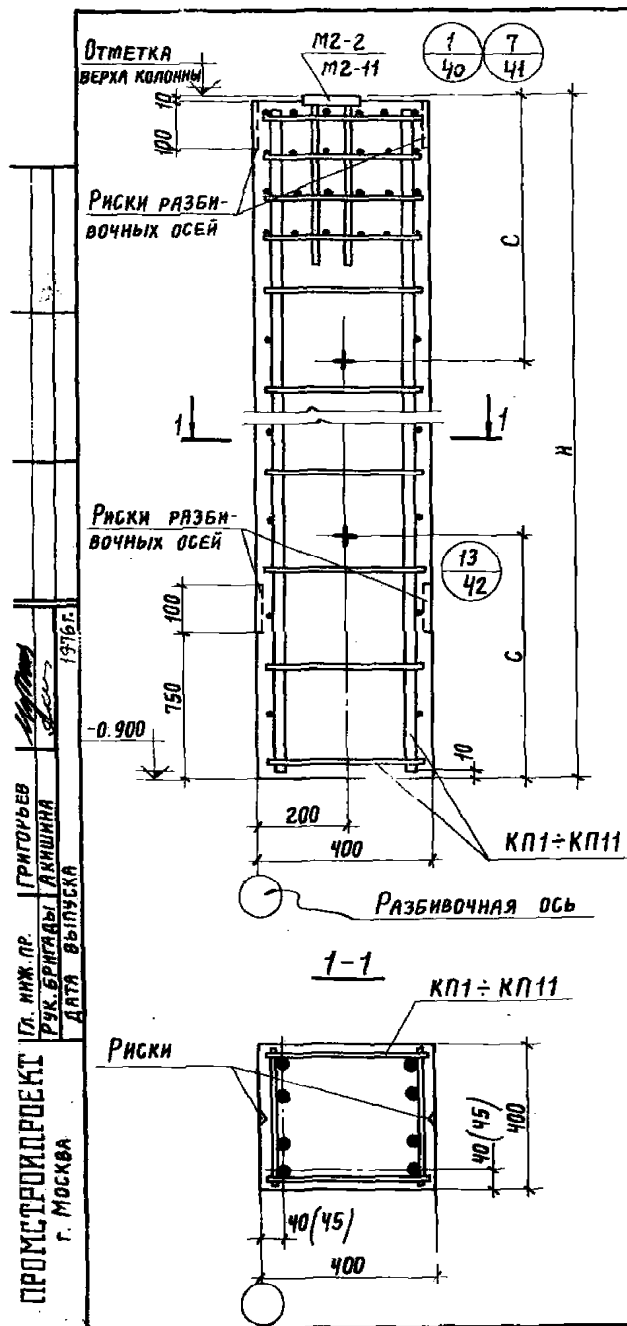 Отметка
верха колонны
М2-2
М2-11
1
40
7
41
10
100
Риски разби-
вочных осей
С
Н
1
1
Риски разби-
вочных осей
13
42
100
750
С
-0.900
10
200
400
КП1÷КП11
Разбивочная ось
1-1
КП1÷КП11
Риски
40(45)
400
40(45)
400
ПРОМСТРОЙПРОЕКТ
г. Москва
Гл. инж. пр.
Григорьев
Рук. бригады
Акишина
Дата выпуска
1976г.